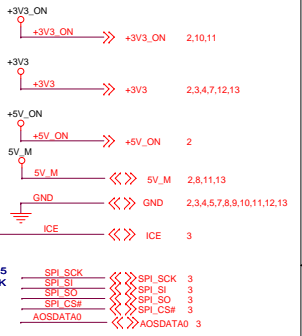 +3V3_ON
+3V3_ON +3V3_ON 2,10,11
+3V3
+3V3 +3V3 2,3,4,7,12,13
+5V_ON
+5V_ON +5V_ON 2
5V_M
5V_M 5V_M 2,8,11,13
GND GND 2,3,4,5,7,8,9,10,11,12,13
ICE ICE 3
5 SPI_SCK SPI_SCK 3
K SPI_SI SPI_SI 3
SPI_SO SPI_SO 3
SPI_CS# SPI_CS# 3
AOSDATA0 AOSDATA0 3